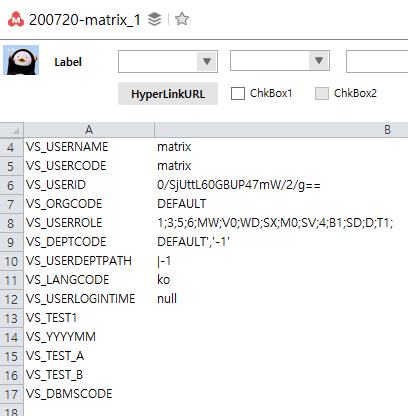 200720-matrix_1
Label
HyperLinkURL ChkBox1 ChkBox2
A B
4 VS_USERNAME matrix
5 VS_USERCODE matrix
6 VS_USERID 0/SjUttL60GBUP47mW/2/g==
7 VS_ORGCODE DEFAULT
8 VS_USERROLE 1;3;5;6;MW;V0;WD;SX;M0;SV;4;B1;SD;D;T1;
9 VS_DEPTCODE DEFAULT','-1'
10 VS_USERDEPTPATH |-1
11 VS_LANGCODE ko
12 VS_USERLOGINTIME null
13 VS_TEST1
14 VS_YYYYMM
15 VS_TEST_A
16 VS_TEST_B
17 VS_DBMSCODE
18